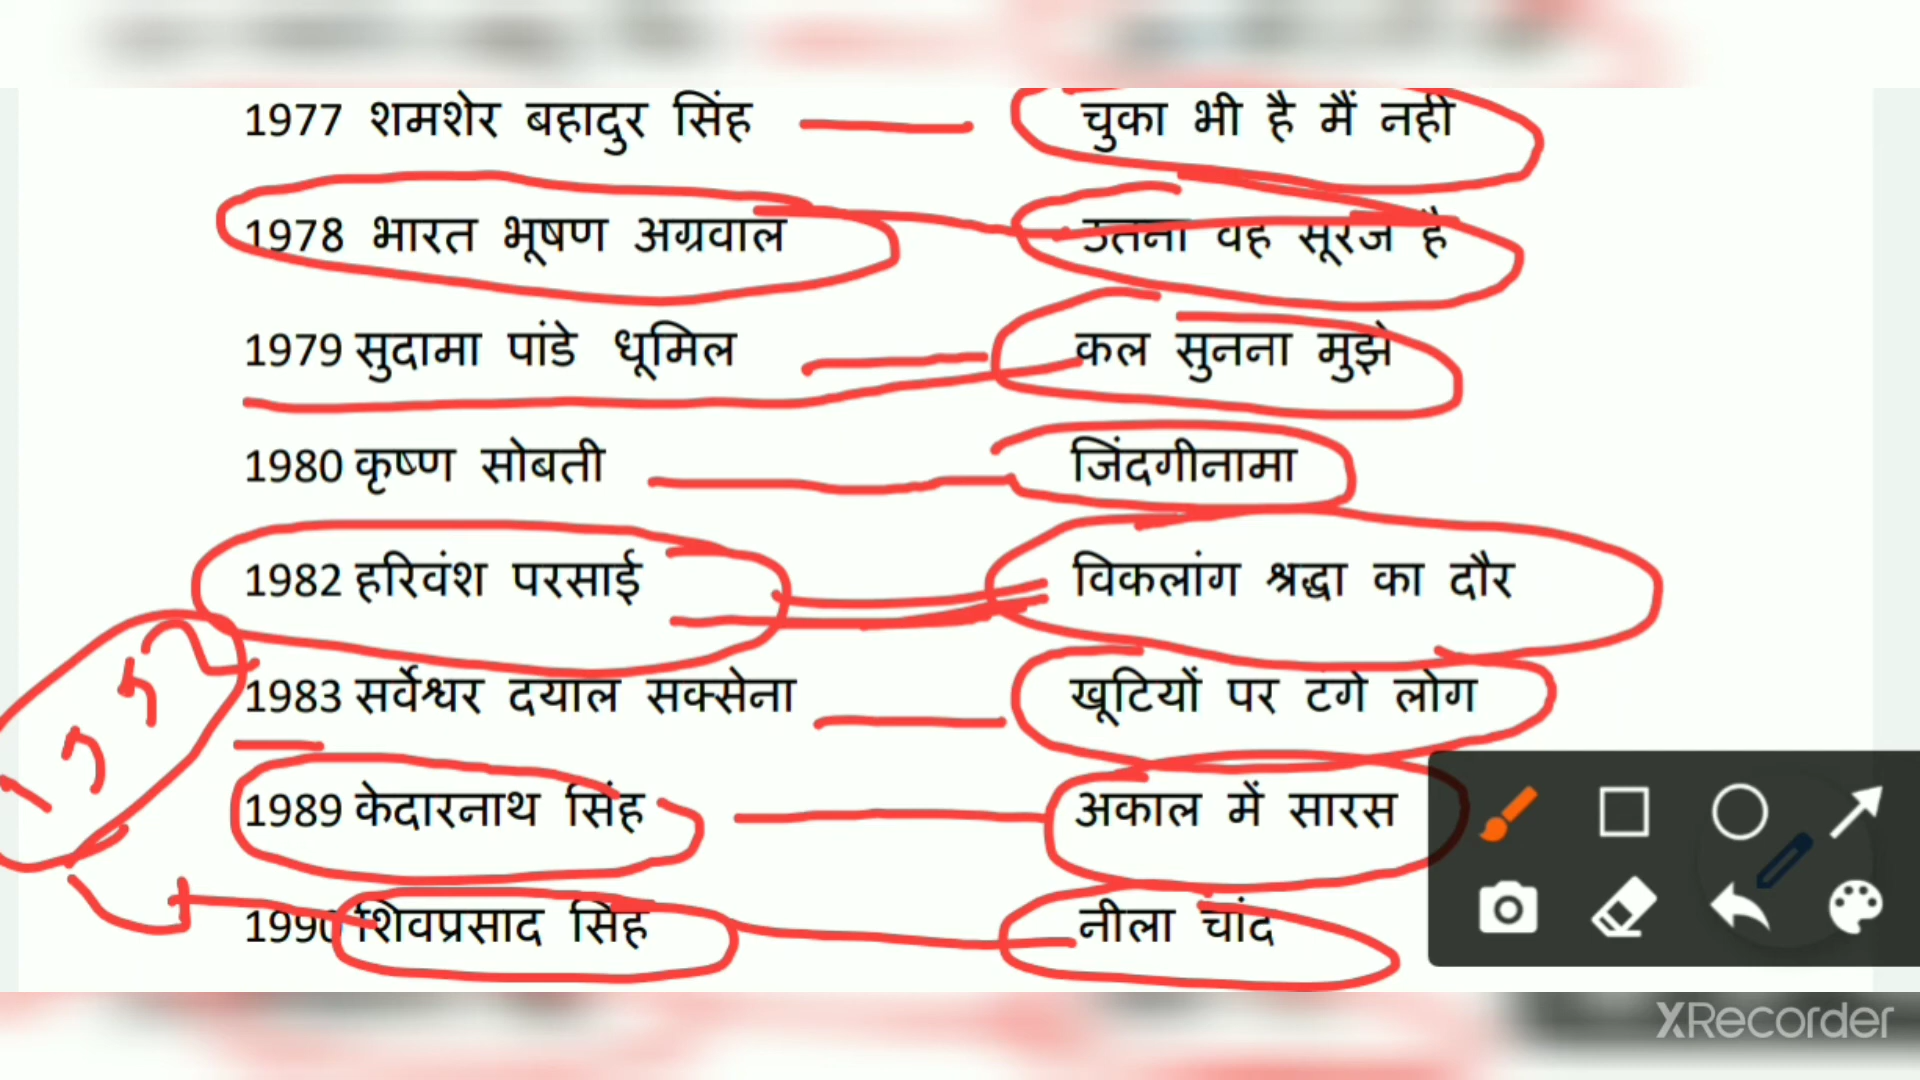 1977 शमशेर बहादुर सिंह चुका भी है मैं नही
1978 भारत भूषण अग्रवाल उतना वह सूरज है
1979 सुदामा पांडे धूमिल कल सुनना मुझे
1980 कृष्ण सोबती जिंदगीनामा
1982 हरिवंश परसाई विकलांग श्रद्धा का दौर
1983 सर्वेश्वर दयाल सक्सेना खूटियों पर टगे लोग
1989 केदारनाथ सिंह अकाल में सारस
1990 शिवप्रसाद सिंह नीला चांद
XRecorder